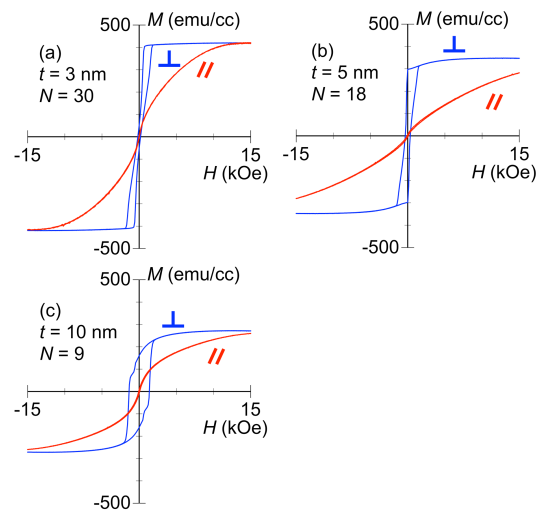 500 M (emu/cc)
(a)
t = 3 nm
N = 30
⊥
//
-15
15
H (kOe)
-500
500 M (emu/cc)
(b)
t = 5 nm
N = 18
⊥
//
-15
15
H (kOe)
-500
500 M (emu/cc)
(c)
t = 10 nm
N = 9
⊥
//
-15
15
H (kOe)
-500